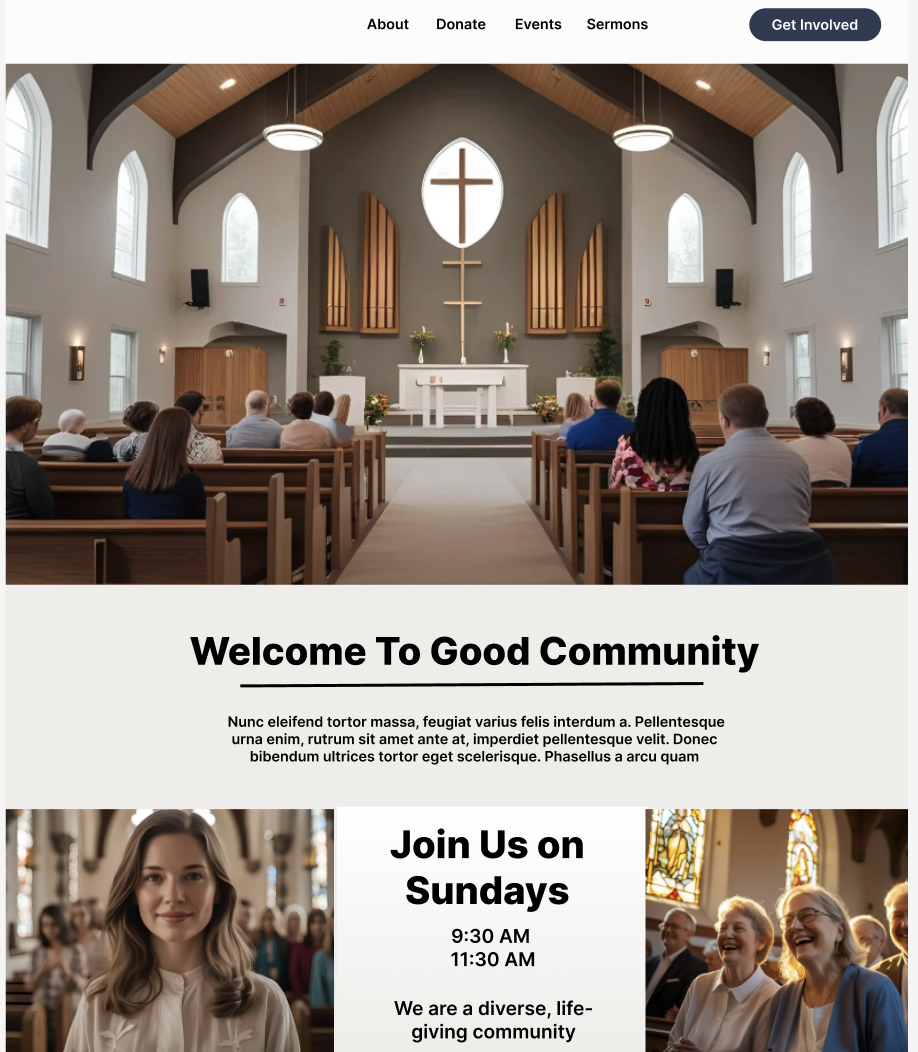 About Donate Events Sermons Get Involved
Welcome To Good Community
Nunc eleifend tortor massa, feugiat varius felis interdum a. Pellentesque
urna enim, rutrum sit amet ante at, imperdiet pellentesque velit. Donec
bibendum ultrices tortor eget scelerisque. Phasellus a arcu quam
Join Us on
Sundays
9:30 AM
11:30 AM
We are a diverse, life-
giving community